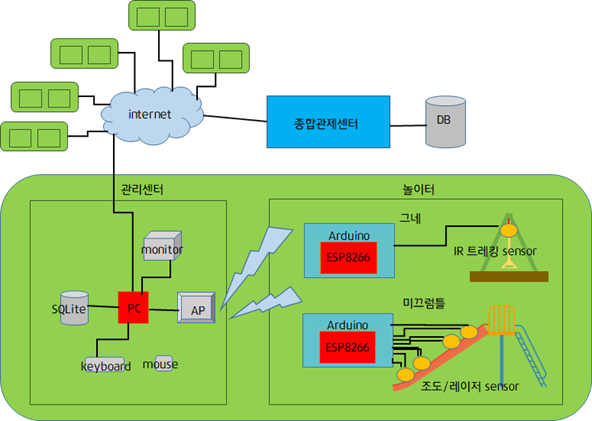 internet
종합관제센터
DB
관리센터
놀이터
그네
monitor
Arduino
ESP8266
IR 트레킹 sensor
SQLite
PC
AP
미끄럼틀
Arduino
ESP8266
keyboard
mouse
조도/레이저 sensor